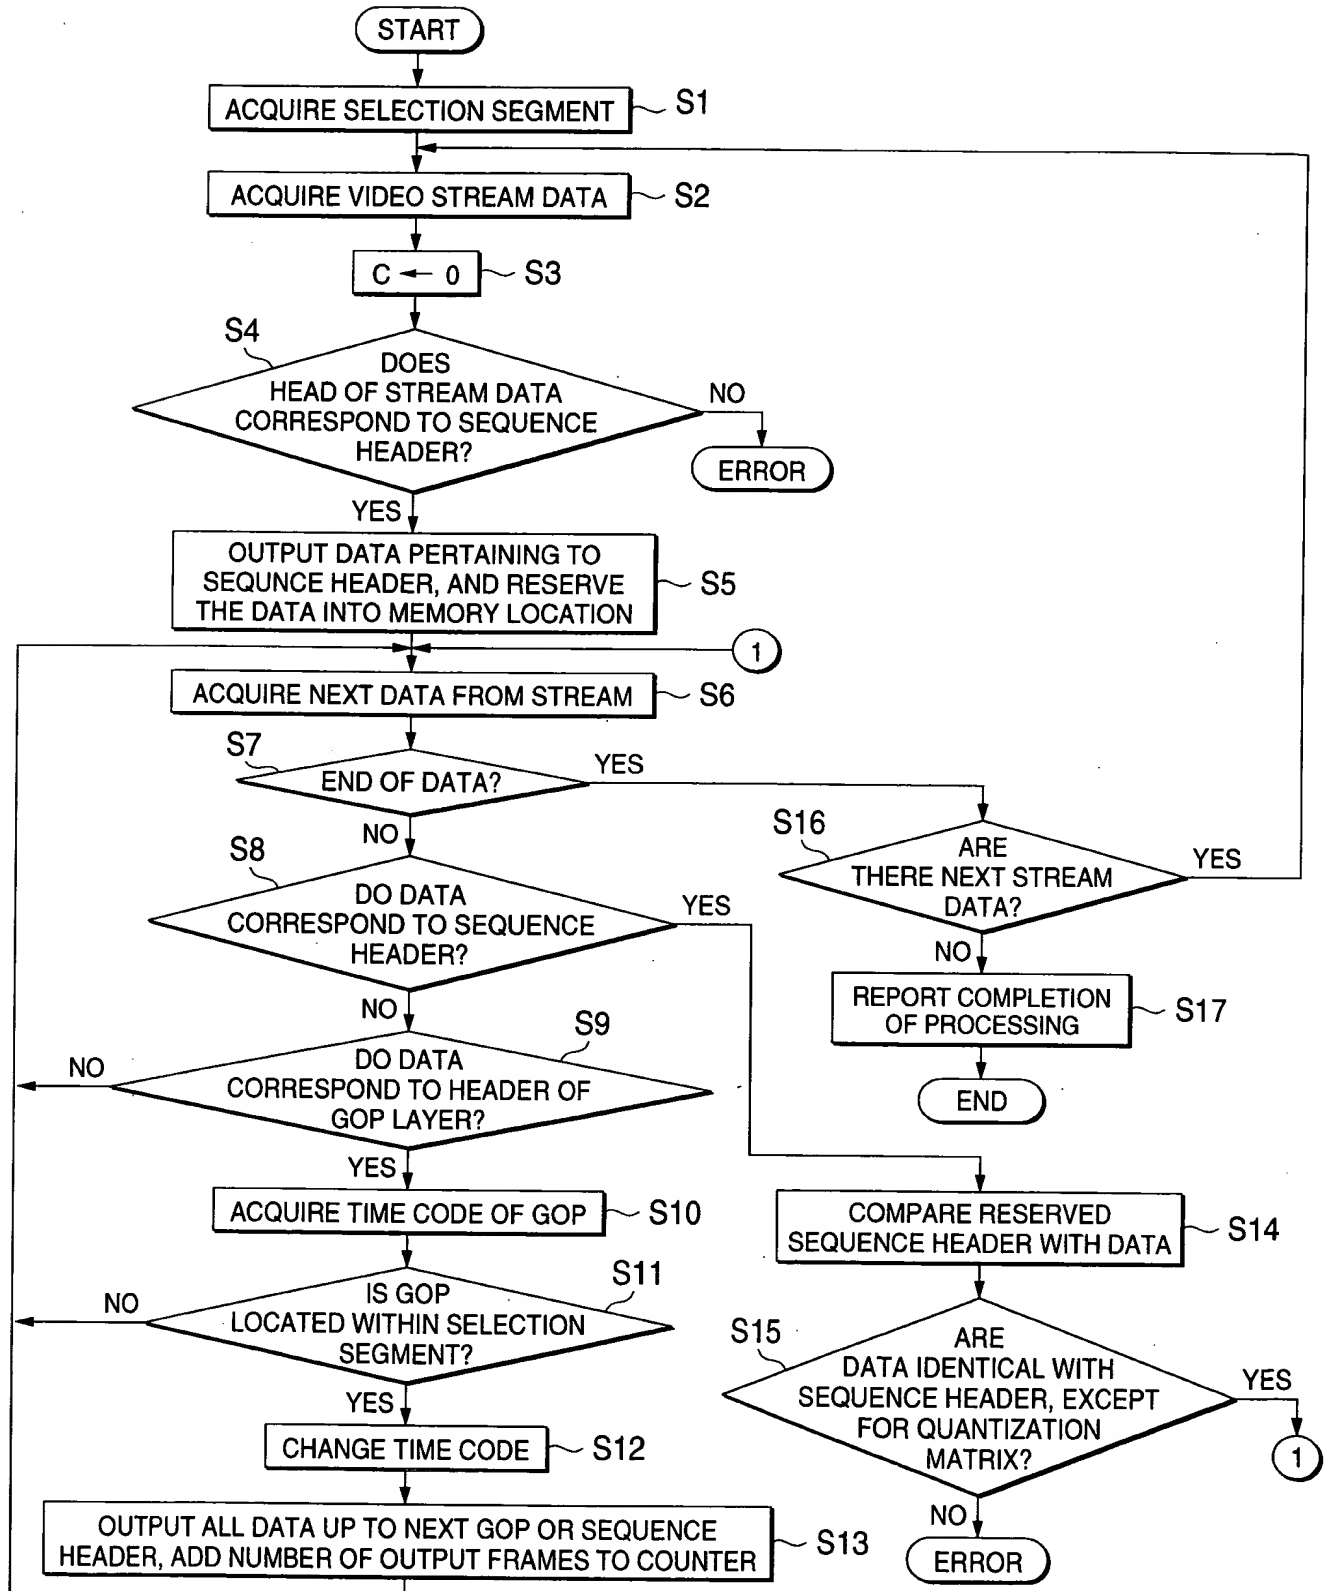 START
ACQUIRE SELECTION SEGMENT
S1
ACQUIRE VIDEO STREAM DATA
S2
C ← 0
S3
S4
DOES
HEAD OF STREAM DATA
CORRESPOND TO SEQUENCE
HEADER?
NO
ERROR
YES
OUTPUT DATA PERTAINING TO
SEQUNCE HEADER, AND RESERVE
THE DATA INTO MEMORY LOCATION
S5
1
ACQUIRE NEXT DATA FROM STREAM
S6
S7
END OF DATA?
YES
NO
S16
ARE
THERE NEXT STREAM
DATA?
YES
NO
REPORT COMPLETION
OF PROCESSING
S17
END
S8
DO DATA
CORRESPOND TO SEQUENCE
HEADER?
YES
NO
S9
DO DATA
CORRESPOND TO HEADER OF
GOP LAYER?
NO
YES
ACQUIRE TIME CODE OF GOP
S10
S11
IS GOP
LOCATED WITHIN SELECTION
SEGMENT?
NO
YES
CHANGE TIME CODE
S12
OUTPUT ALL DATA UP TO NEXT GOP OR SEQUENCE
HEADER, ADD NUMBER OF OUTPUT FRAMES TO COUNTER
S13
COMPARE RESERVED
SEQUENCE HEADER WITH DATA
S14
S15
ARE
DATA IDENTICAL WITH
SEQUENCE HEADER, EXCEPT
FOR QUANTIZATION
MATRIX?
YES
1
NO
ERROR